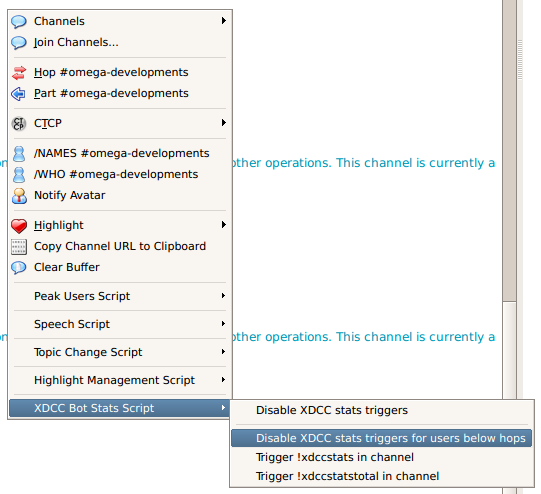 Channels
Join Channels...
Hop #omega-developments
Part #omega-developments
CTCP
/NAMES #omega-developments
other operations. This channel is currently a
/WHO #omega-developments
Notify Avatar
Highlight
Copy Channel URL to Clipboard
Clear Buffer
Peak Users Script
Speech Script
other operations. This channel is currently a
Topic Change Script
Highlight Management Script
XDCC Bot Stats Script
Disable XDCC stats triggers
Disable XDCC stats triggers for users below hops
Trigger !xdccstats in channel
Trigger !xdccstatstotal in channel